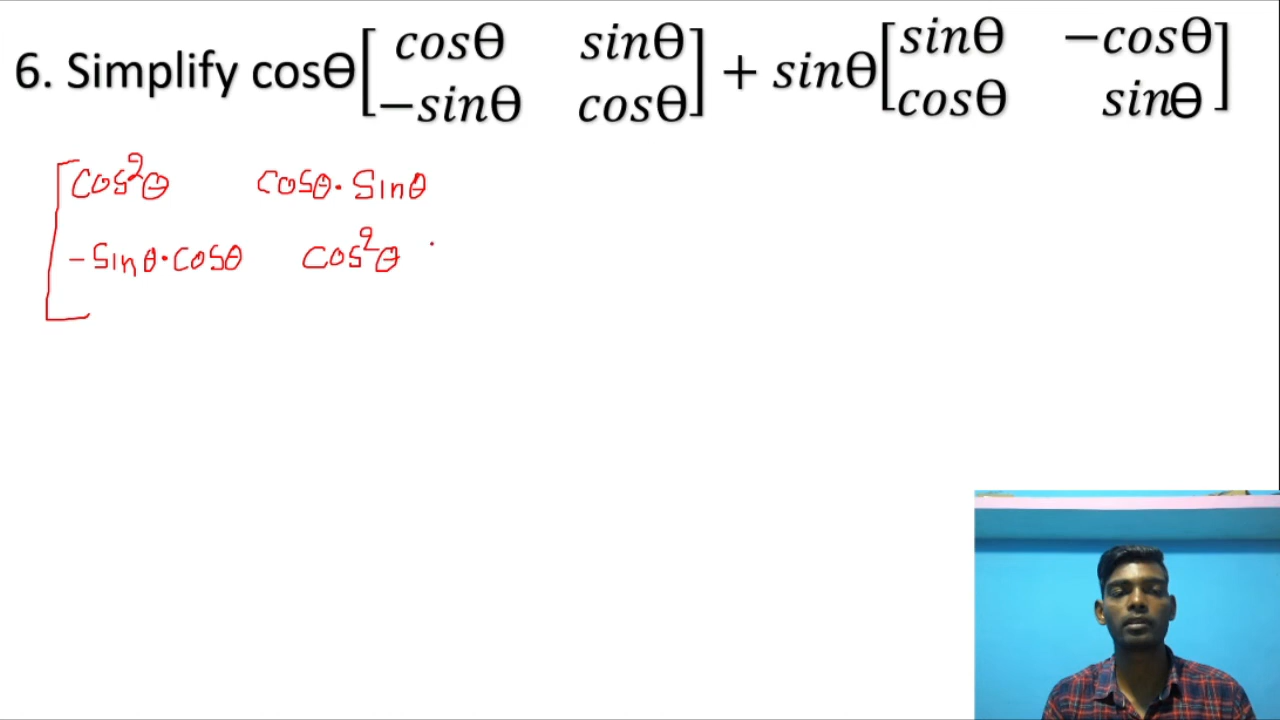 6. Simplify cosθ[cosθ sinθ -sinθ cosθ] + sinθ[sinθ -cosθ cosθ sinθ]
cos²θ cosθ·sinθ
-sinθ·cosθ cos²θ